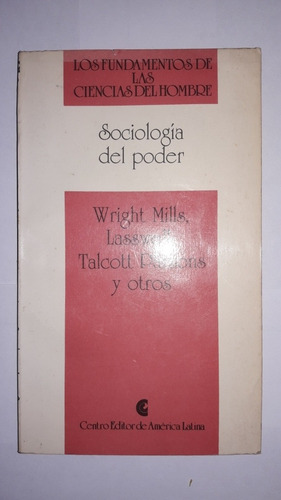 LOS FUNDAMENTOS DE
LAS
CIENCIAS DEL HOMBRE
Sociología
del poder
Wright Mills,
Talcott
y otros
Centro Editor de América Latina